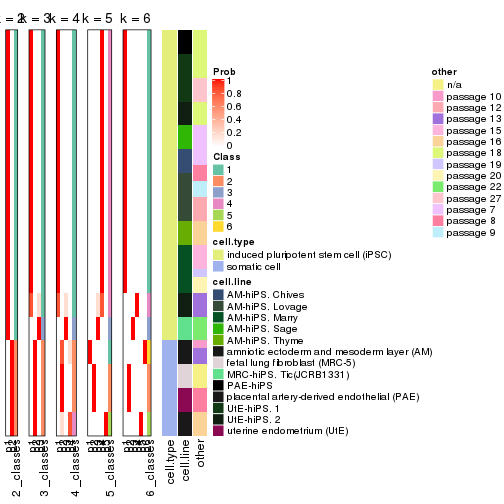 k = 2
k = 3
k = 4
k = 5
k = 6
Prob
1
0.8
0.6
0.4
0.2
0
Class
1
2
3
4
5
6
cell.type
induced pluripotent stem cell (iPSC)
somatic cell
cell.line
AM-hiPS. Chives
AM-hiPS. Lovage
AM-hiPS. Marry
AM-hiPS. Sage
AM-hiPS. Thyme
amniotic ectoderm and mesoderm layer (AM)
fetal lung fibroblast (MRC-5)
MRC-hiPS. Tic(JCRB1331)
PAE-hiPS
placental artery-derived endothelial (PAE)
UtE-hiPS. 1
UtE-hiPS. 2
uterine endometrium (UtE)
other
n/a
passage 10
passage 12
passage 13
passage 15
passage 16
passage 18
passage 19
passage 20
passage 22
passage 27
passage 7
passage 8
passage 9
2_classes
3_classes
4_classes
5_classes
6_classes
cell.type
cell.line
other